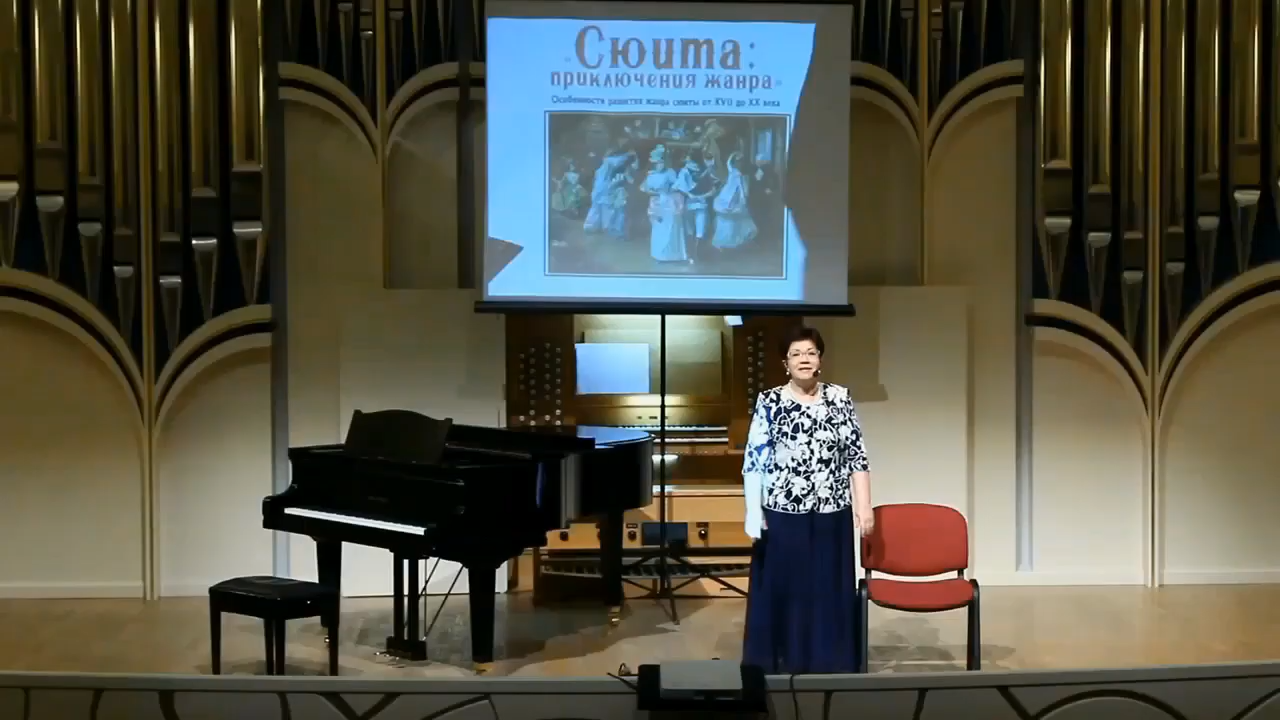 «Сюита:
приключения жанра»
Особенности развития жанра сюиты от XVII до XX века